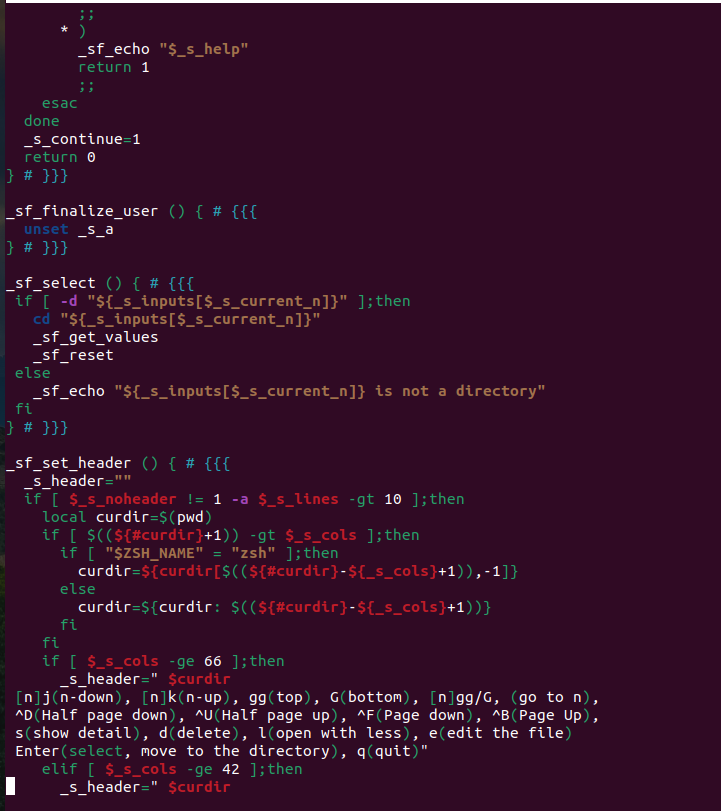 ;;
      * )
        _sf_echo "$_s_help"
        return 1
        ;;
    esac
  done
  _s_continue=1
  return 0
} # }}}

_sf_finalize_user () { # {{{
  unset _s_a
} # }}}

_sf_select () { # {{{
 if [ -d "${_s_inputs[$_s_current_n]}" ];then
   cd "${_s_inputs[$_s_current_n]}"
   _sf_get_values
   _sf_reset
 else
   _sf_echo "${_s_inputs[$_s_current_n]} is not a directory"
 fi
} # }}}

_sf_set_header () { # {{{
  _s_header=""
  if [ $_s_noheader != 1 -a $_s_lines -gt 10 ];then
    local curdir=$(pwd)
    if [ $((${#curdir}+1)) -gt $_s_cols ];then
      if [ "$ZSH_NAME" = "zsh" ];then
        curdir=${curdir[$((${#curdir}-${_s_cols}+1)),-1]}
      else
        curdir=${curdir: $((${#curdir}-${_s_cols}+1))}
      fi
    fi
    if [ $_s_cols -ge 66 ];then
      _s_header=" $curdir
 [n]j(n-down), [n]k(n-up), gg(top), G(bottom), [n]gg/G, (go to n),
 ^D(Half page down), ^U(Half page up), ^F(Page down), ^B(Page Up),
 s(show detail), d(delete), l(open with less), e(edit the file)
 Enter(select, move to the directory), q(quit)"
    elif [ $_s_cols -ge 42 ];then
      _s_header=" $curdir